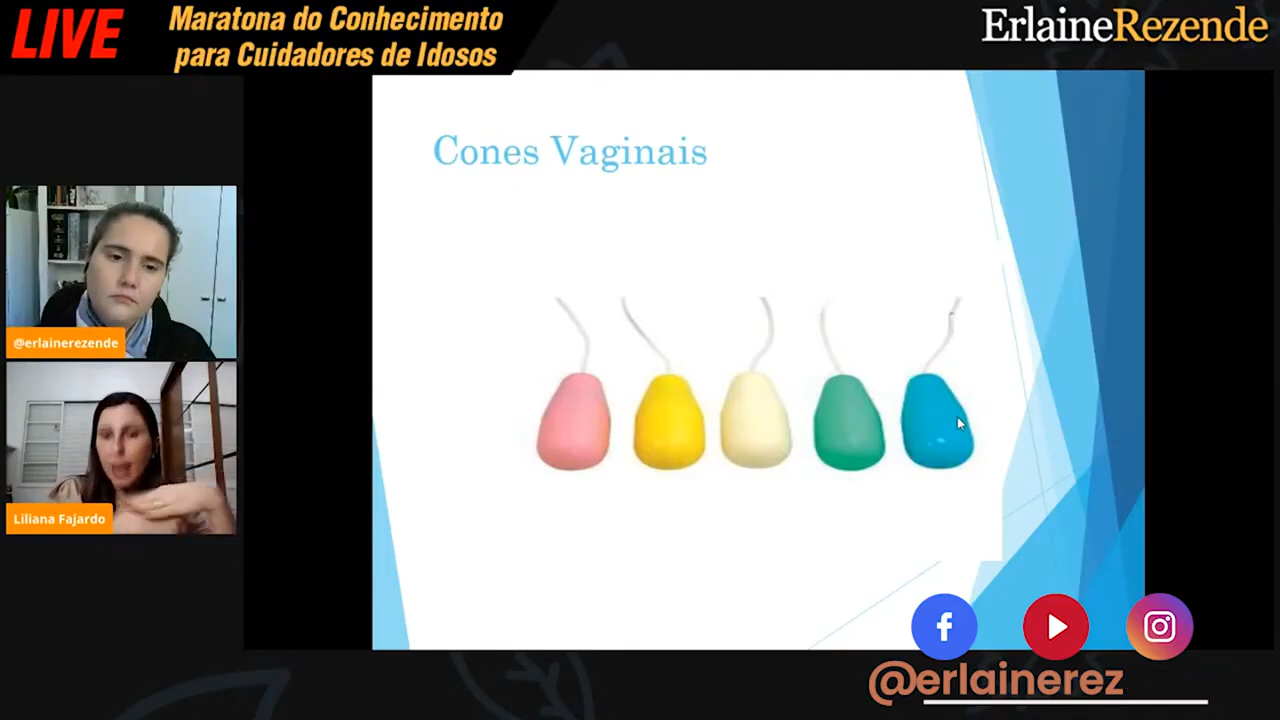 LIVE
Maratona do Conhecimento
para Cuidadores de Idosos
ErlaineRezende
Cones Vaginais
@erlainerezende
Liliana Fajardo
@erlainerez